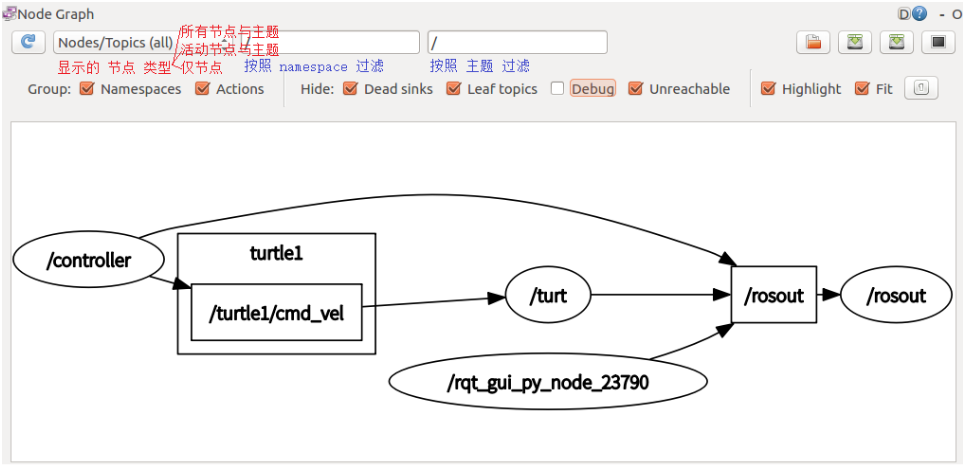 Node Graph
D - O
Nodes/Topics (all)
/
/
所有节点与主题
活动节点与主题
仅节点
显示的 节点 类型
按照 namespace 过滤
按照 主题 过滤
Group: Namespaces Actions Hide: Dead sinks Leaf topics Debug Unreachable Highlight Fit
/controller
turtle1
/turtle1/cmd_vel
/turt
/rosout
/rosout
/rqt_gui_py_node_23790